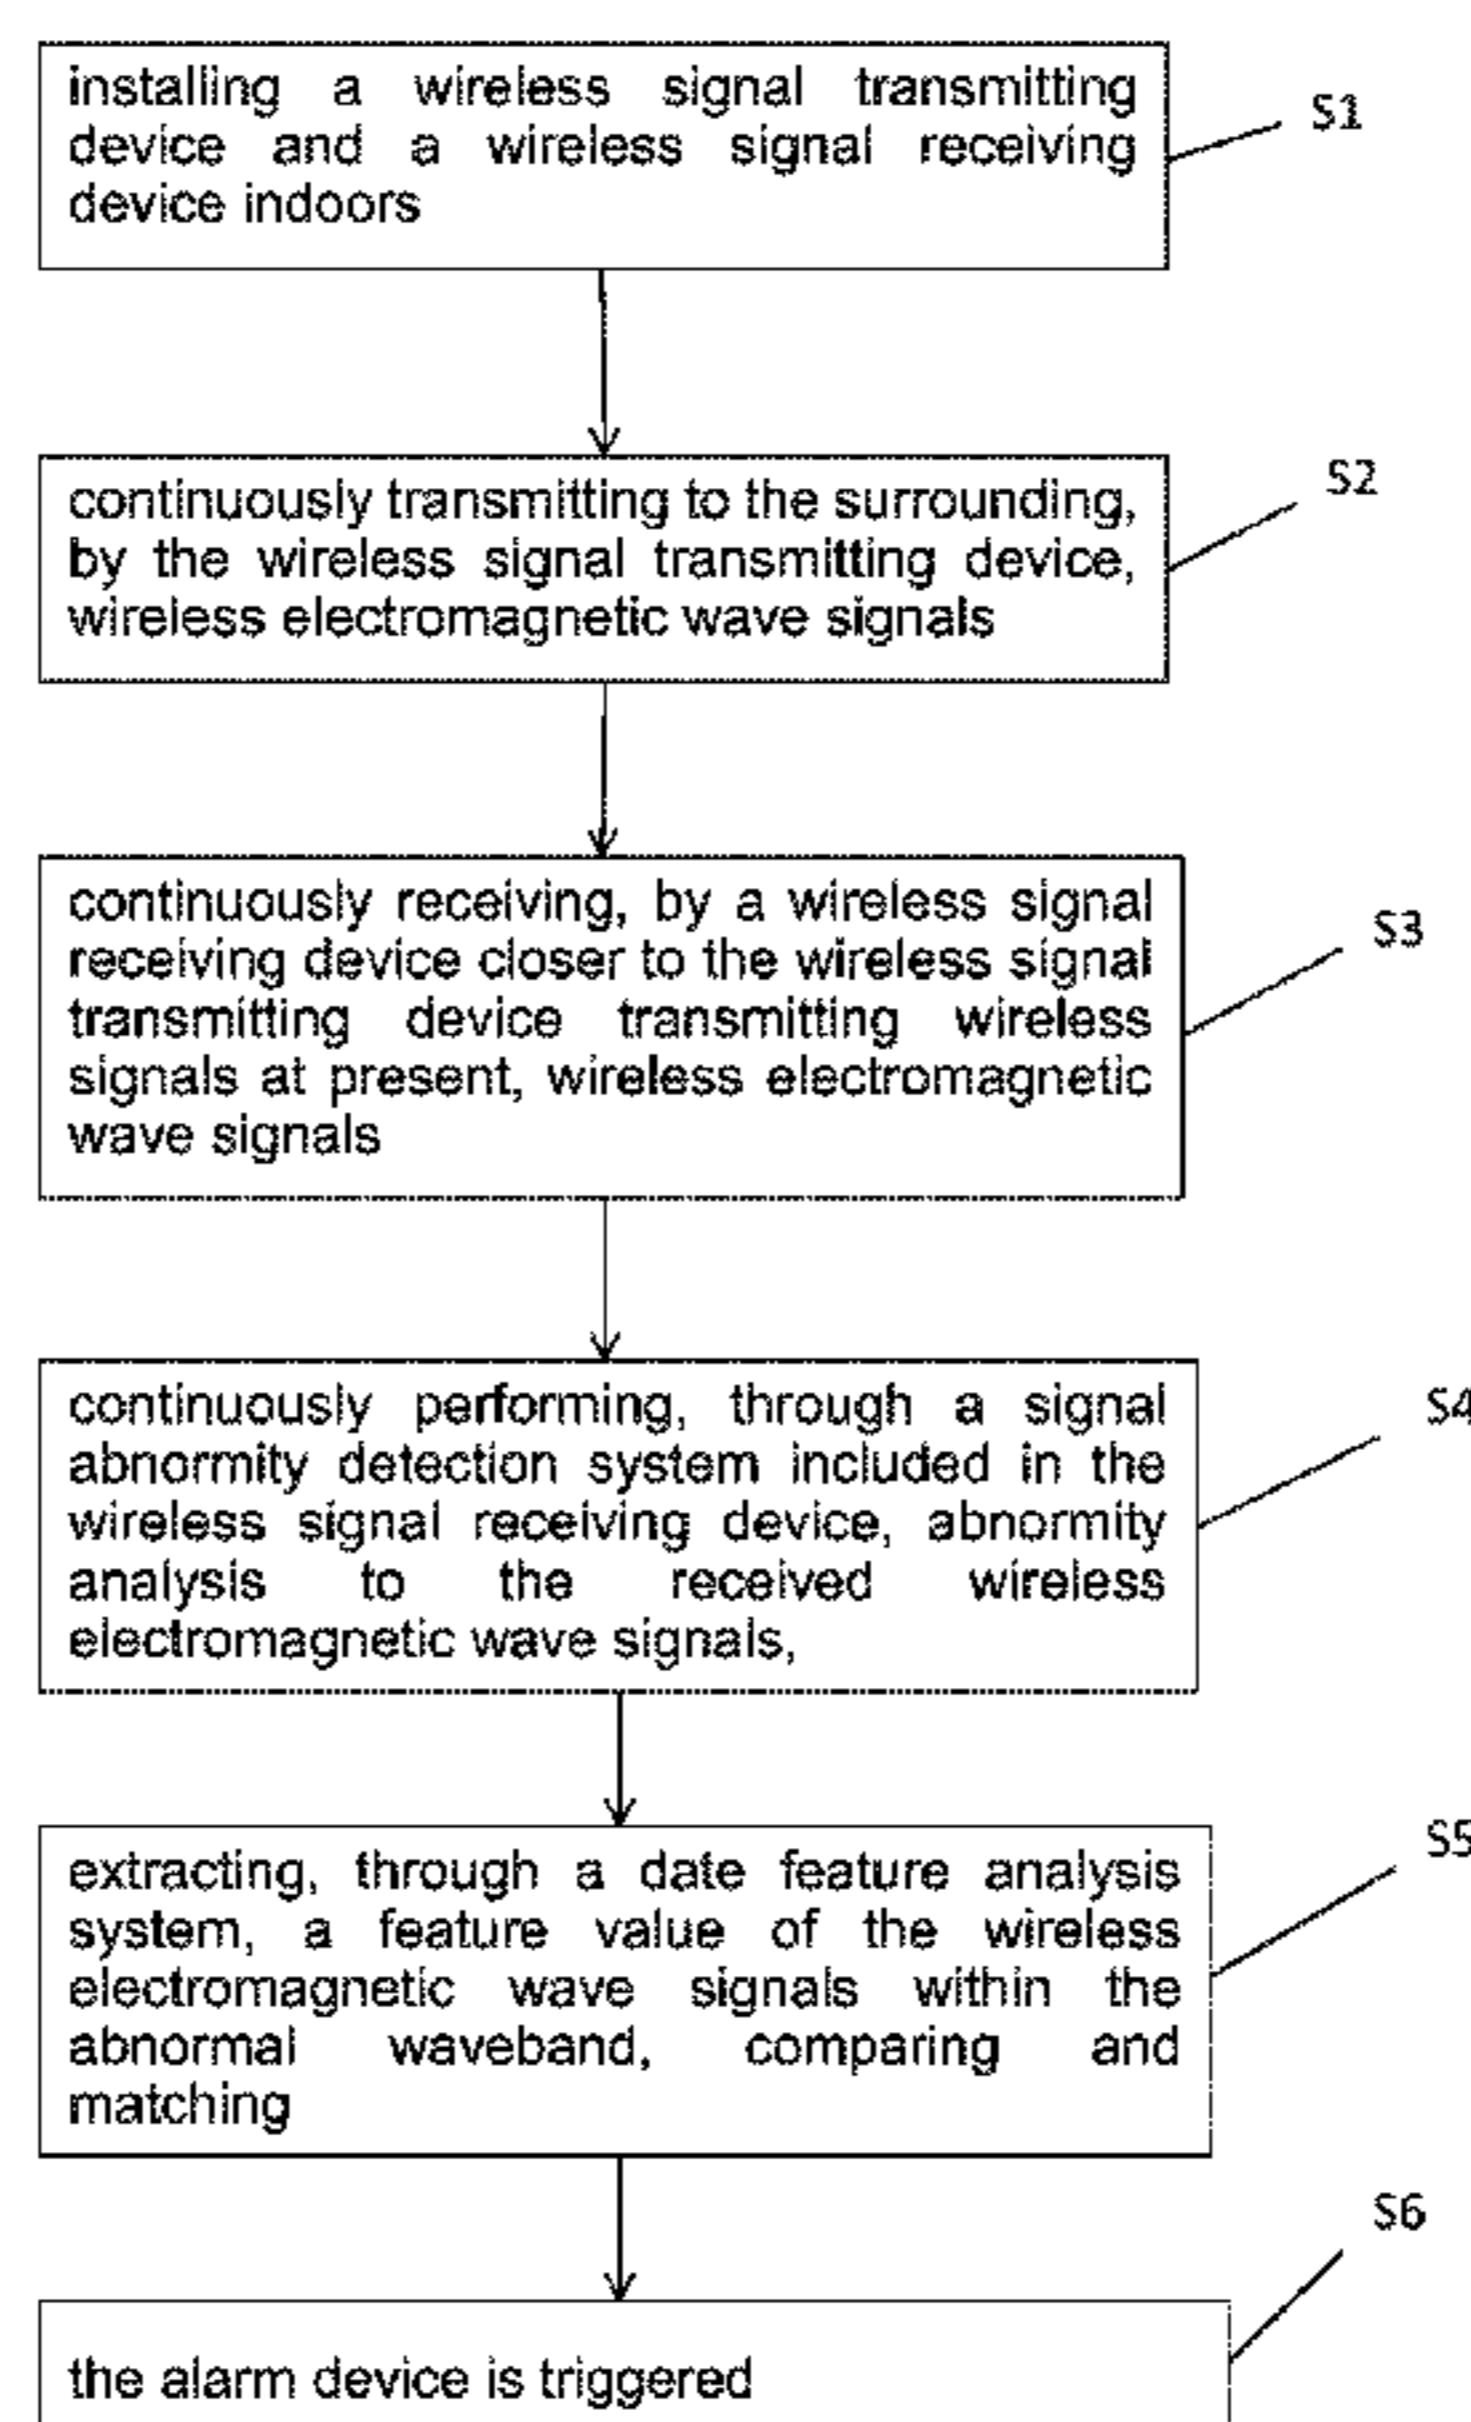 installing a wireless signal transmitting
device and a wireless signal receiving
device indoors
S1
continuously transmitting to the surrounding,
by the wireless signal transmitting device,
wireless electromagnetic wave signals
S2
continuously receiving, by a wireless signal
receiving device closer to the wireless signal
transmitting device transmitting wireless
signals at present, wireless electromagnetic
wave signals
S3
continuously performing, through a signal
abnormity detection system included in the
wireless signal receiving device, abnormity
analysis to the received wireless
electromagnetic wave signals,
S4
extracting, through a date feature analysis
system, a feature value of the wireless
electromagnetic wave signals within the
abnormal waveband, comparing and
matching
S5
the alarm device is triggered
S6